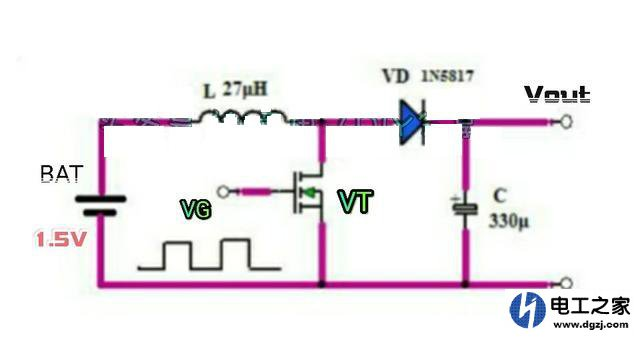 VD 1N5817
L 27μH
Vout
BAT
VG
VT
C
1.5V
330μ
电工之家
www.dgzj.com